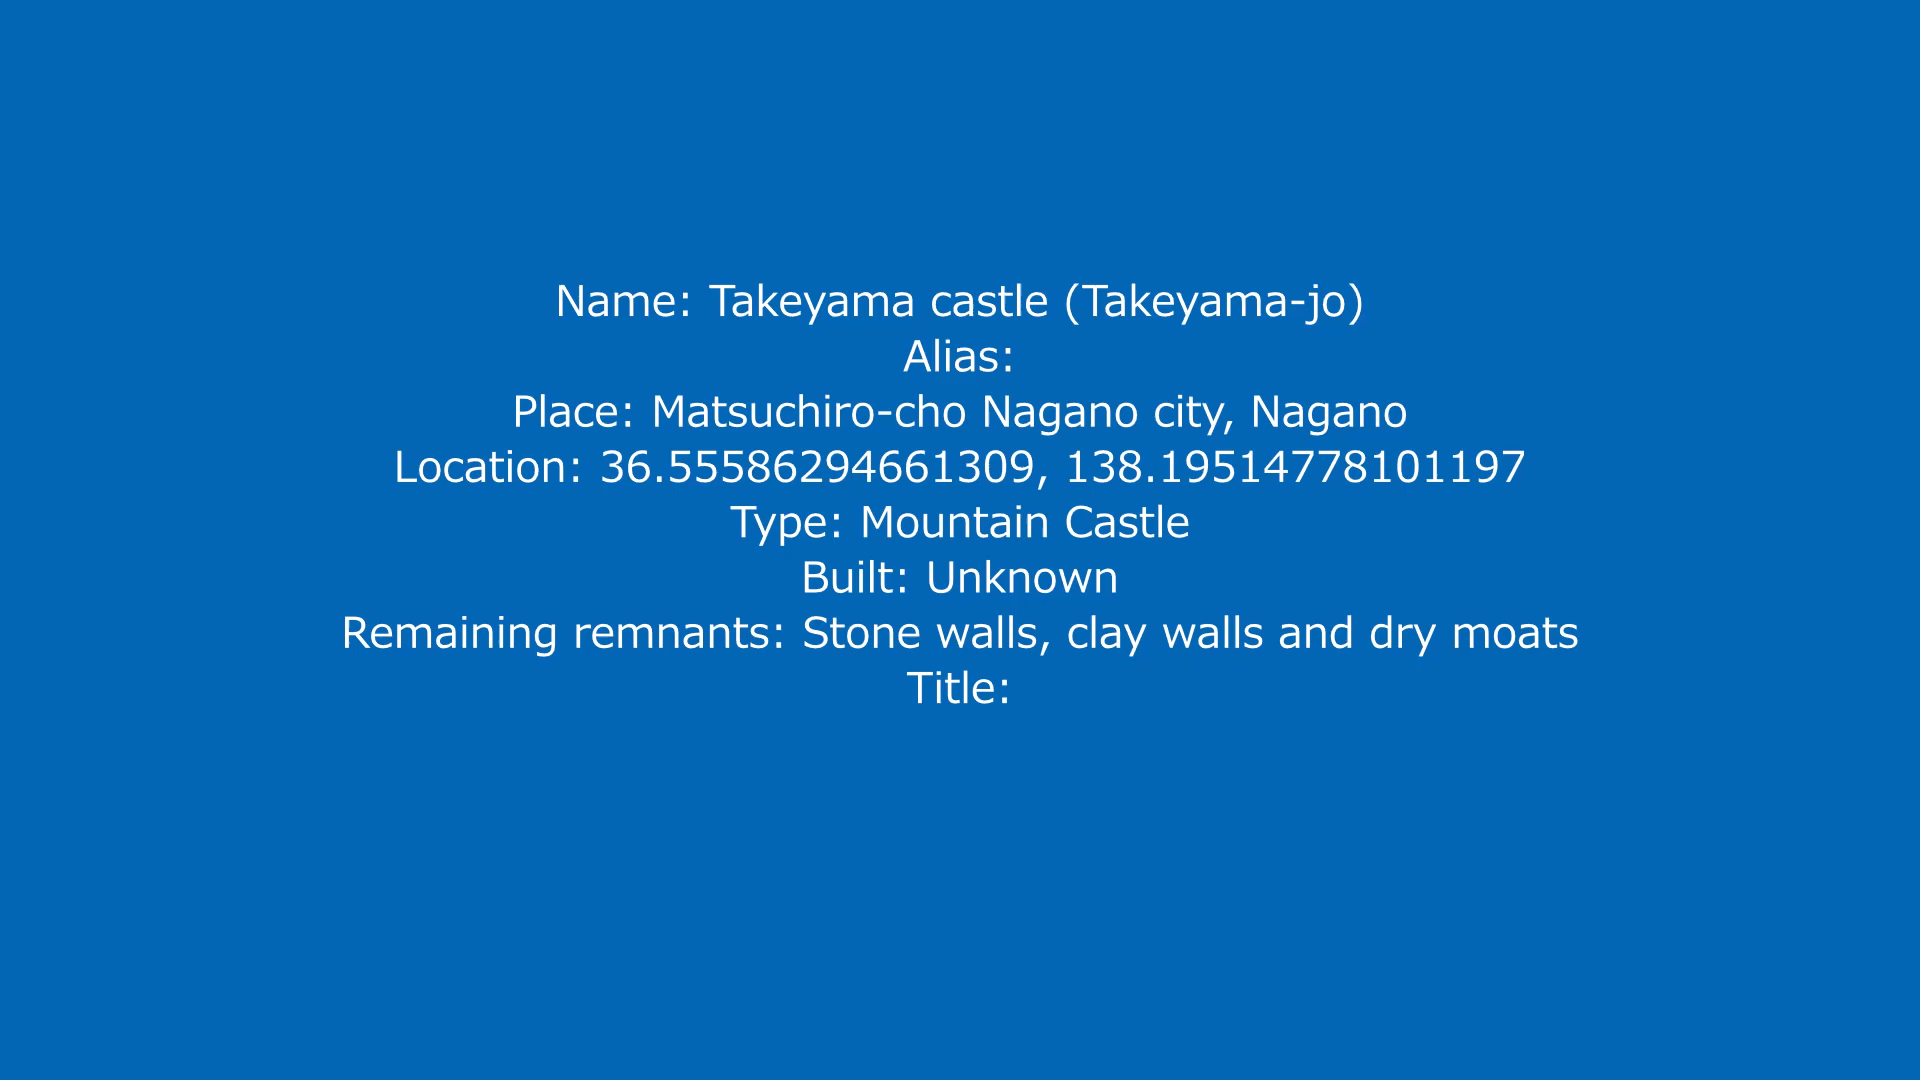 Name: Takeyama castle (Takeyama-jo)
Alias:
Place: Matsuchiro-cho Nagano city, Nagano
Location: 36.55586294661309, 138.19514778101197
Type: Mountain Castle
Built: Unknown
Remaining remnants: Stone walls, clay walls and dry moats
Title: